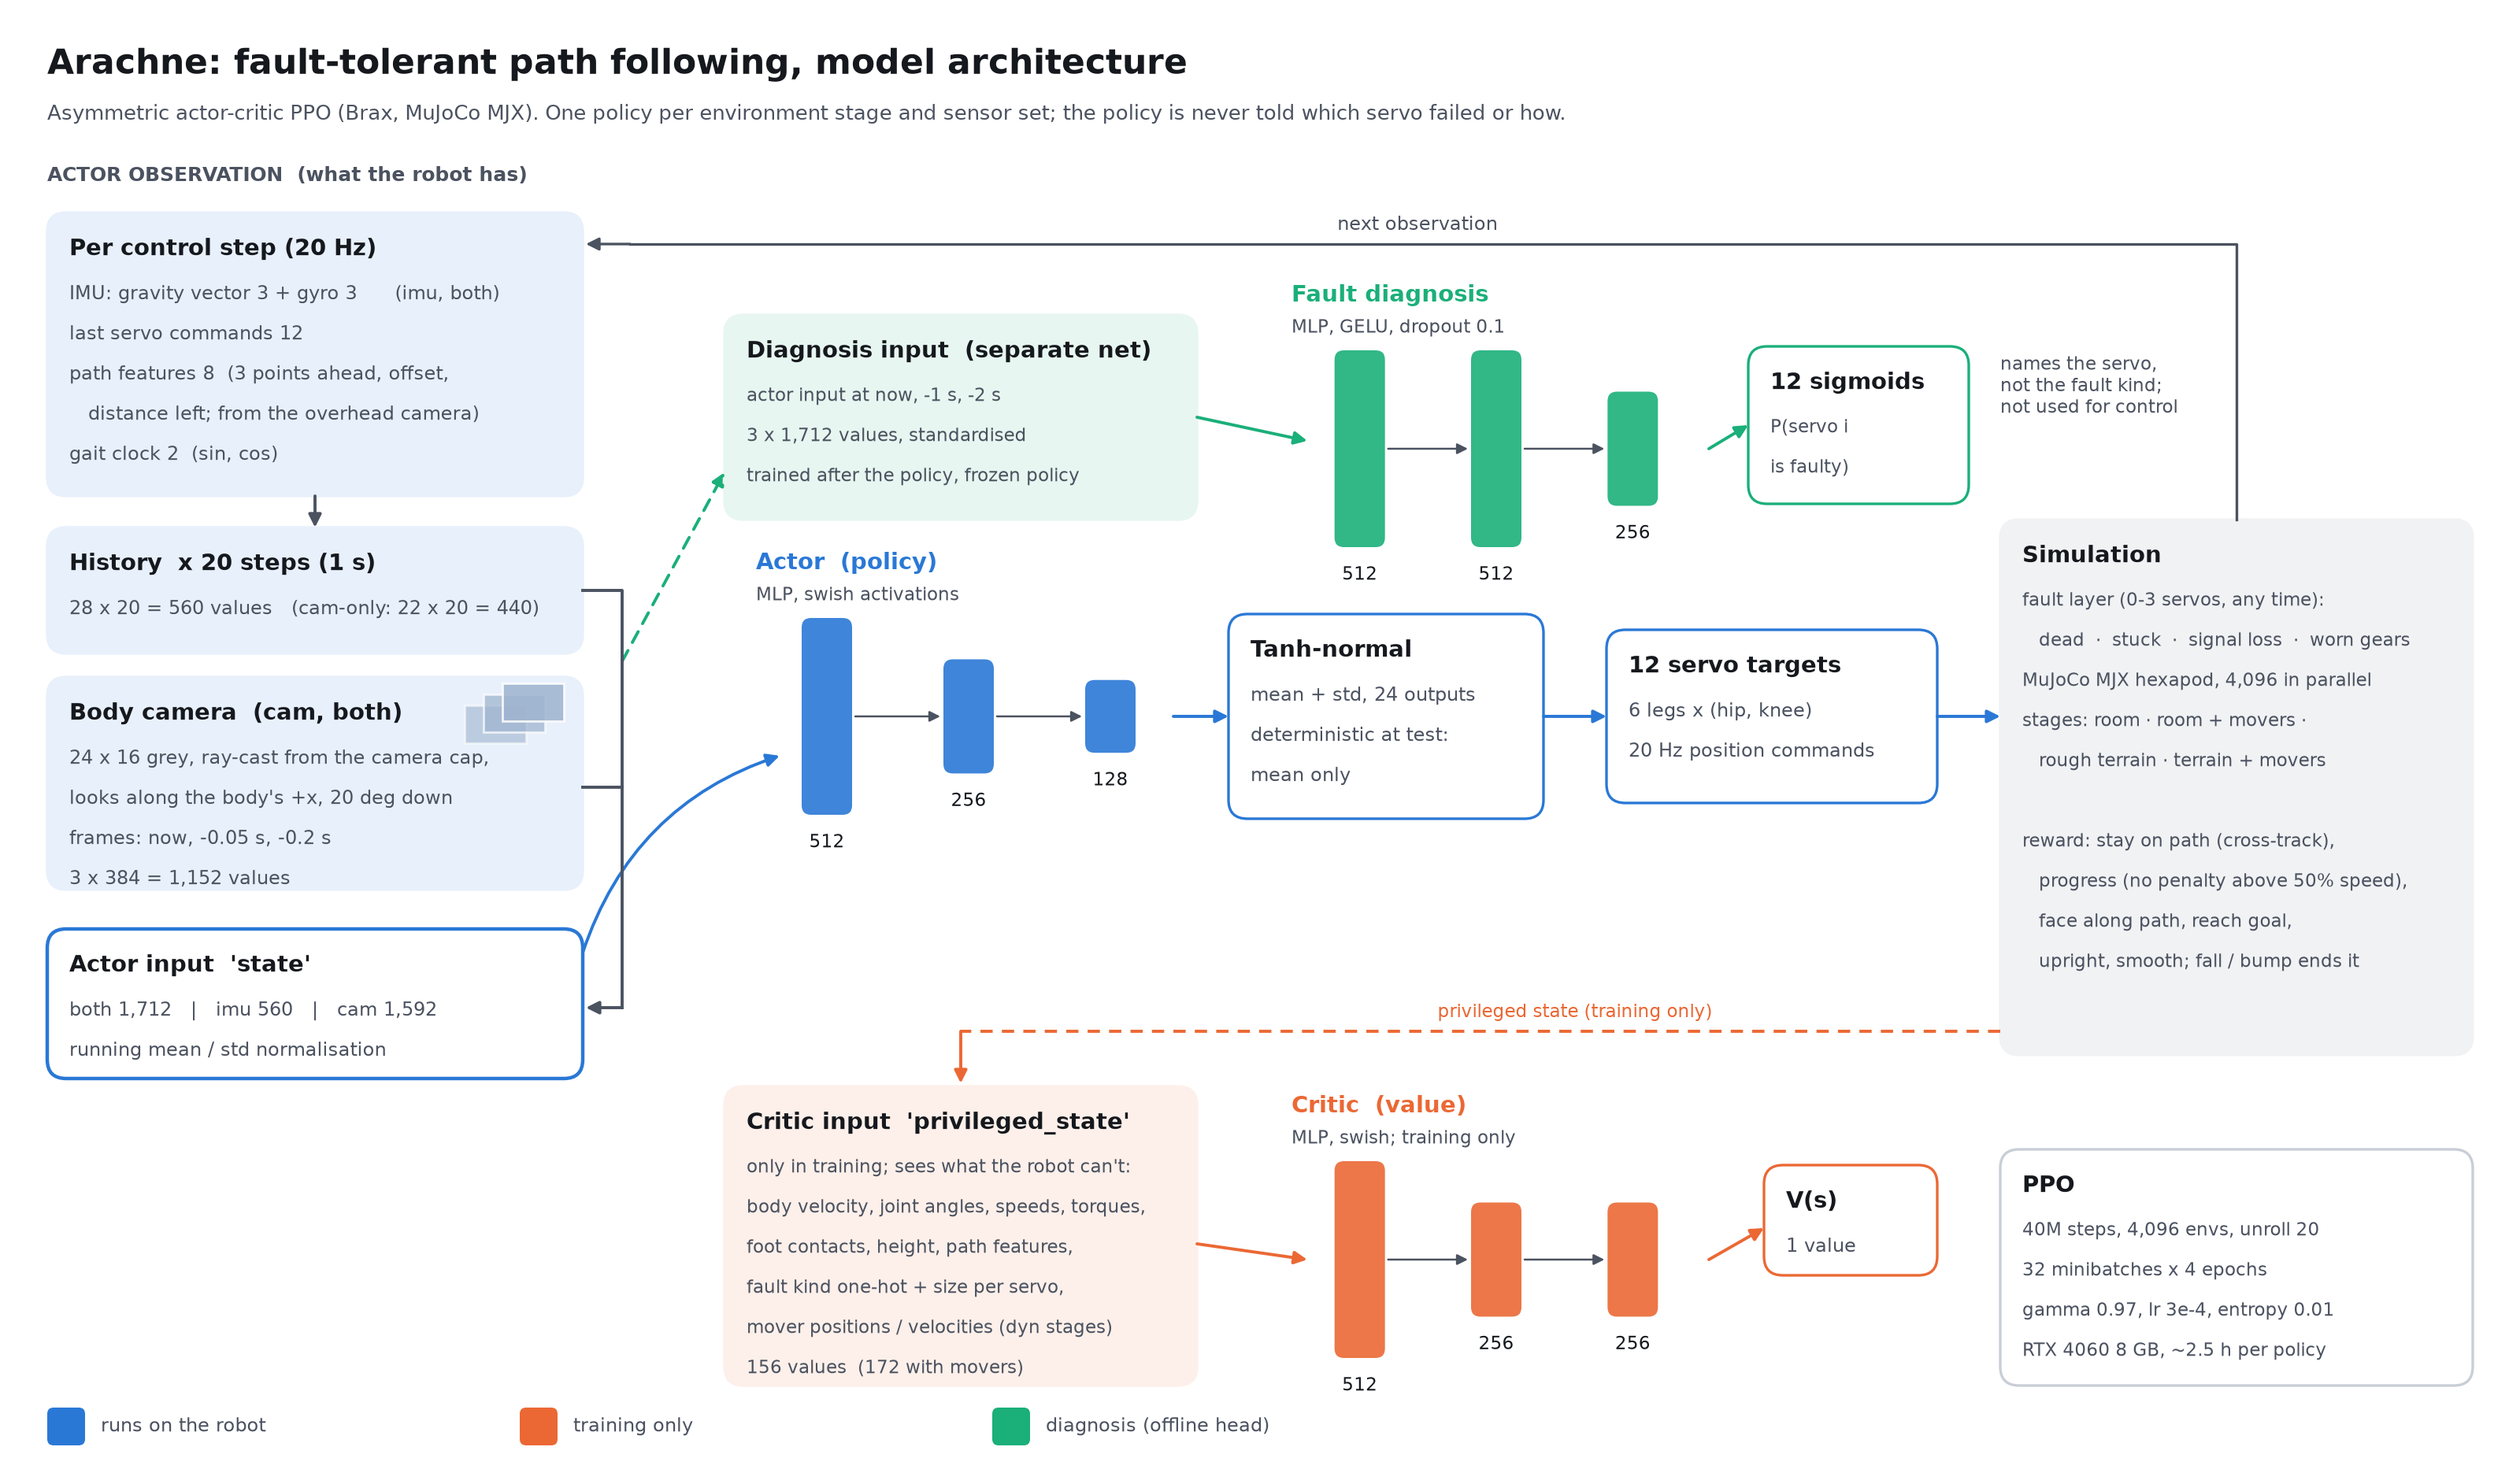 Arachne: fault-tolerant path following, model architecture
Asymmetric actor-critic PPO (Brax, MuJoCo MJX). One policy per environment stage and sensor set; the policy is never told which servo failed or how.
ACTOR OBSERVATION  (what the robot has)
Per control step (20 Hz)
IMU: gravity vector 3 + gyro 3      (imu, both)
last servo commands 12
path features 8  (3 points ahead, offset,
distance left; from the overhead camera)
gait clock 2  (sin, cos)
History  x 20 steps (1 s)
28 x 20 = 560 values   (cam-only: 22 x 20 = 440)
Body camera  (cam, both)
24 x 16 grey, ray-cast from the camera cap,
looks along the body's +x, 20 deg down
frames: now, -0.05 s, -0.2 s
3 x 384 = 1,152 values
Actor input  'state'
both 1,712   |   imu 560   |   cam 1,592
running mean / std normalisation
next observation
Diagnosis input  (separate net)
actor input at now, -1 s, -2 s
3 x 1,712 values, standardised
trained after the policy, frozen policy
Fault diagnosis
MLP, GELU, dropout 0.1
512
512
256
12 sigmoids
P(servo i
is faulty)
names the servo,
not the fault kind;
not used for control
Actor  (policy)
MLP, swish activations
512
256
128
Tanh-normal
mean + std, 24 outputs
deterministic at test:
mean only
12 servo targets
6 legs x (hip, knee)
20 Hz position commands
Simulation
fault layer (0-3 servos, any time):
dead  ·  stuck  ·  signal loss  ·  worn gears
MuJoCo MJX hexapod, 4,096 in parallel
stages: room · room + movers ·
rough terrain · terrain + movers
reward: stay on path (cross-track),
progress (no penalty above 50% speed),
face along path, reach goal,
upright, smooth; fall / bump ends it
privileged state (training only)
Critic input  'privileged_state'
only in training; sees what the robot can't:
body velocity, joint angles, speeds, torques,
foot contacts, height, path features,
fault kind one-hot + size per servo,
mover positions / velocities (dyn stages)
156 values  (172 with movers)
Critic  (value)
MLP, swish; training only
512
256
256
V(s)
1 value
PPO
40M steps, 4,096 envs, unroll 20
32 minibatches x 4 epochs
gamma 0.97, lr 3e-4, entropy 0.01
RTX 4060 8 GB, ~2.5 h per policy
runs on the robot
training only
diagnosis (offline head)